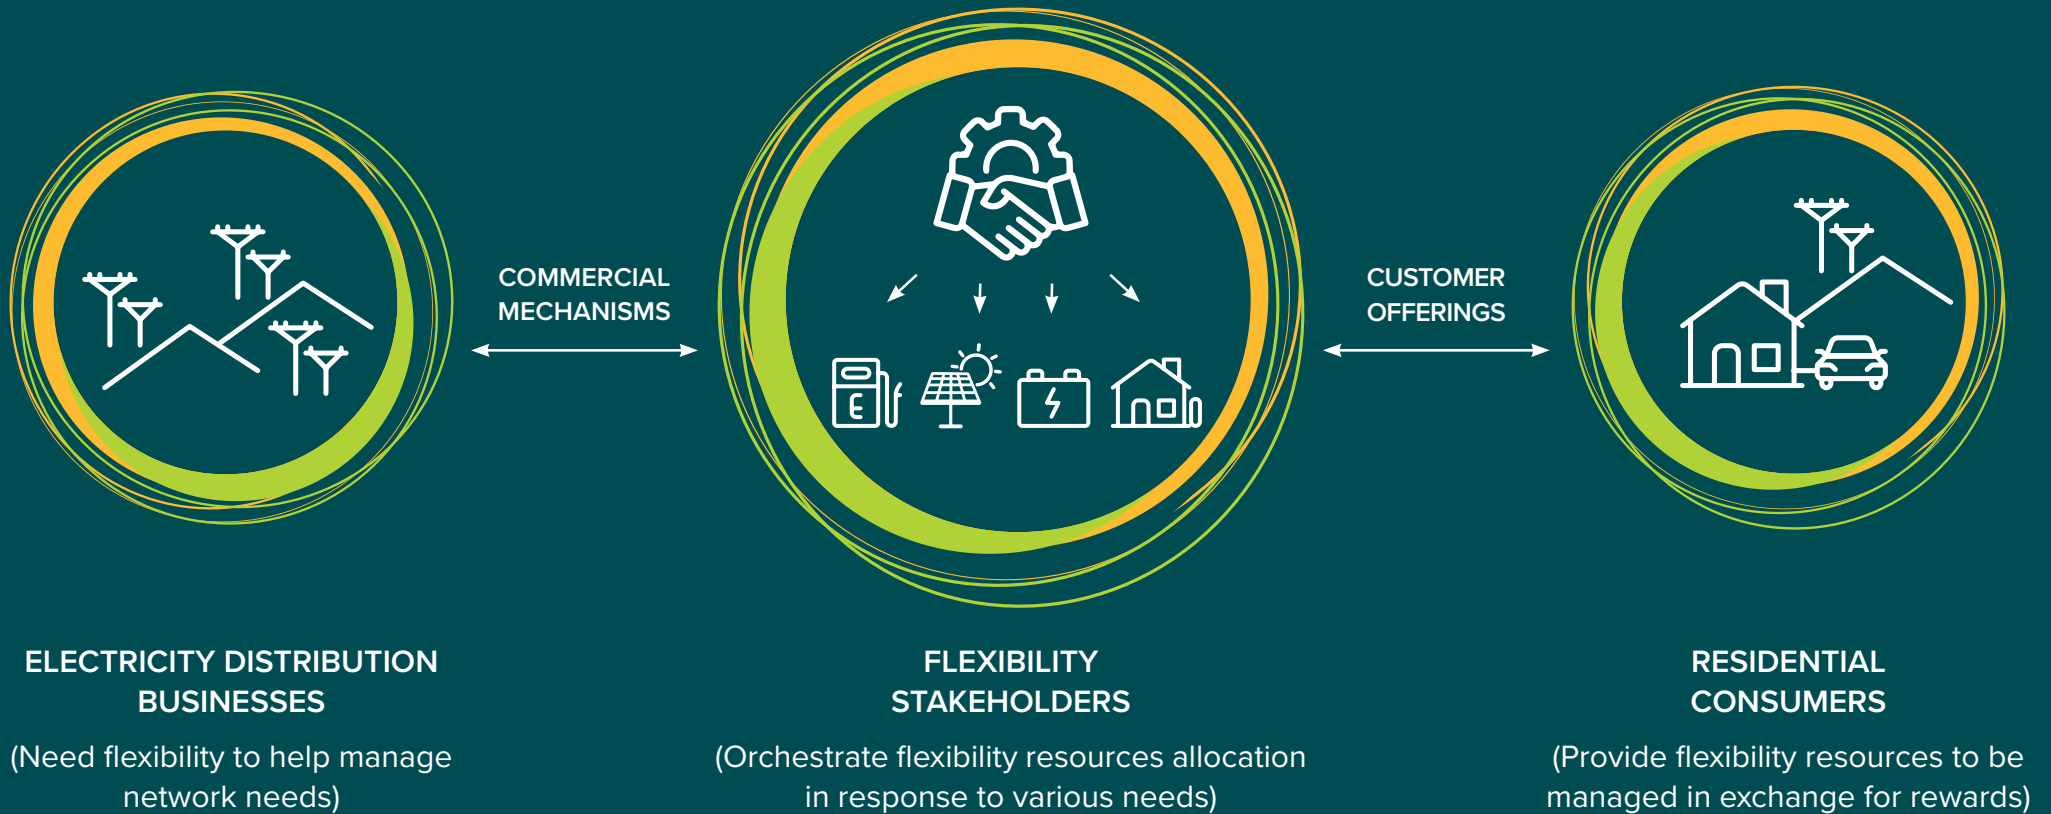 COMMERCIAL
MECHANISMS
CUSTOMER
OFFERINGS
E
ELECTRICITY DISTRIBUTION
BUSINESSES
(Need flexibility to help manage
network needs)
FLEXIBILITY
STAKEHOLDERS
(Orchestrate flexibility resources allocation
in response to various needs)
RESIDENTIAL
CONSUMERS
(Provide flexibility resources to be
managed in exchange for rewards)